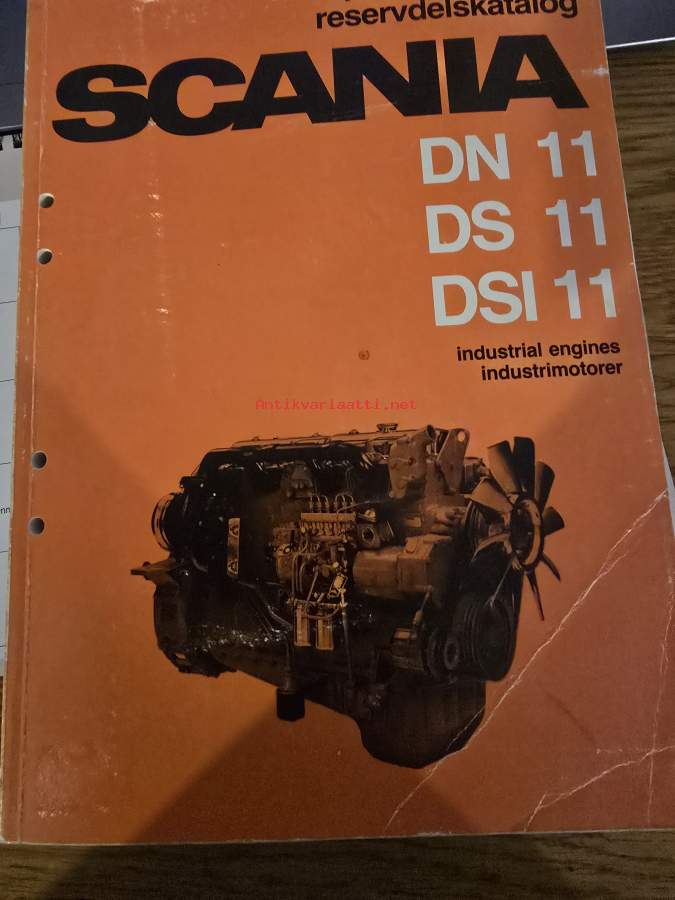 reservdelskatalog
SCANIA
DN 11
DS 11
DSI 11
industrial engines
industrimotorer
Antikvariaatti.net